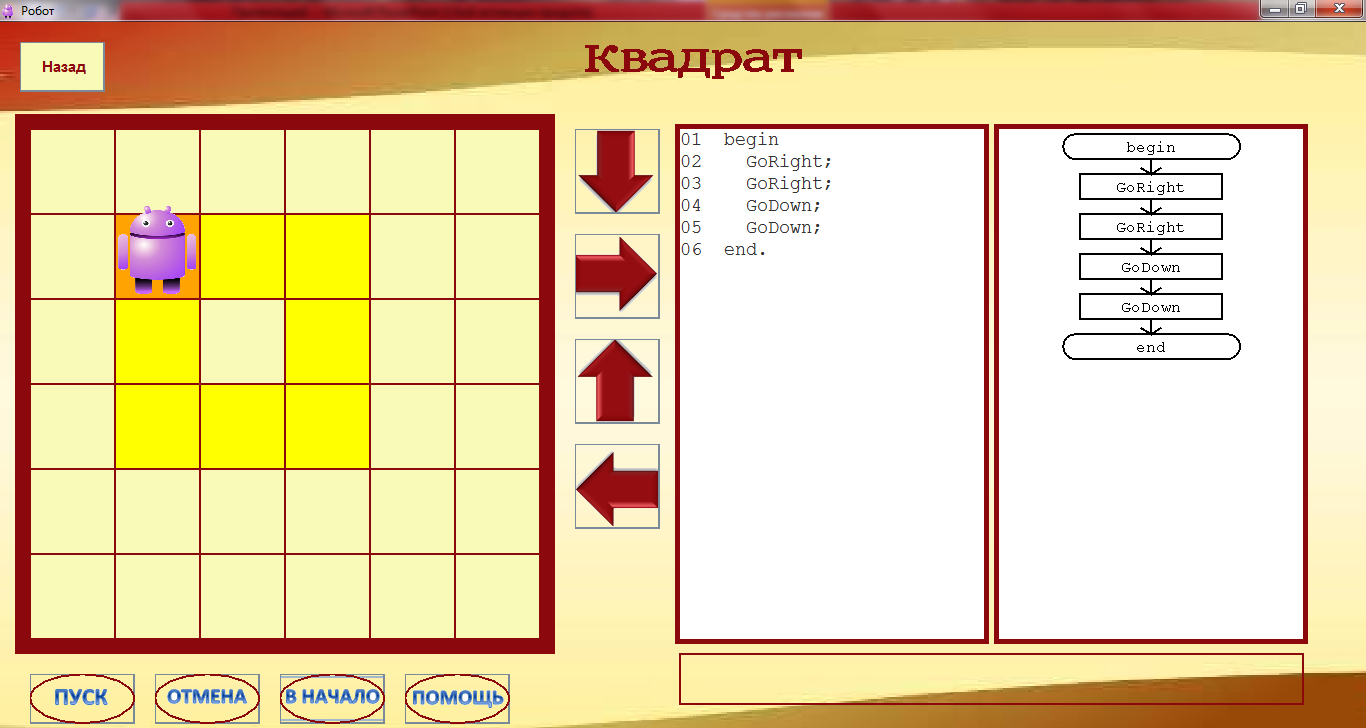 Робот
Назад
Квадрат
01 begin
02 GoRight;
03 GoRight;
04 GoDown;
05 GoDown;
06 end.
begin
GoRight
GoRight
GoDown
GoDown
end
ПУСК
ОТМЕНА
В НАЧАЛО
ПОМОЩЬ